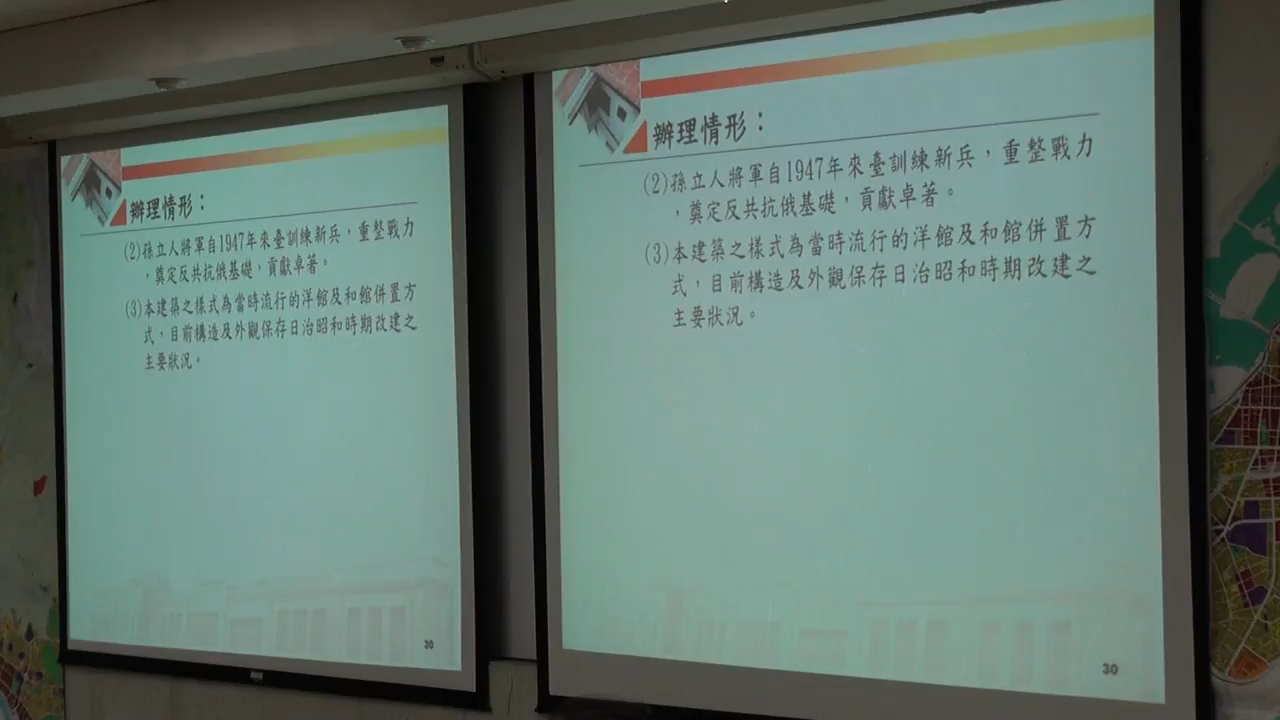 辦理情形：
(2)孫立人將軍自1947年來臺訓練新兵，重整戰力
，奠定反共抗俄基礎，貢獻卓著。
(3)本建築之樣式為當時流行的洋館及和館併置方
式，目前構造及外觀保存日治昭和時期改建之
主要狀況。
30
辦理情形：
(2)孫立人將軍自1947年來臺訓練新兵，重整戰力
，奠定反共抗俄基礎，貢獻卓著。
(3)本建築之樣式為當時流行的洋館及和館併置方
式，目前構造及外觀保存日治昭和時期改建之
主要狀況。
30